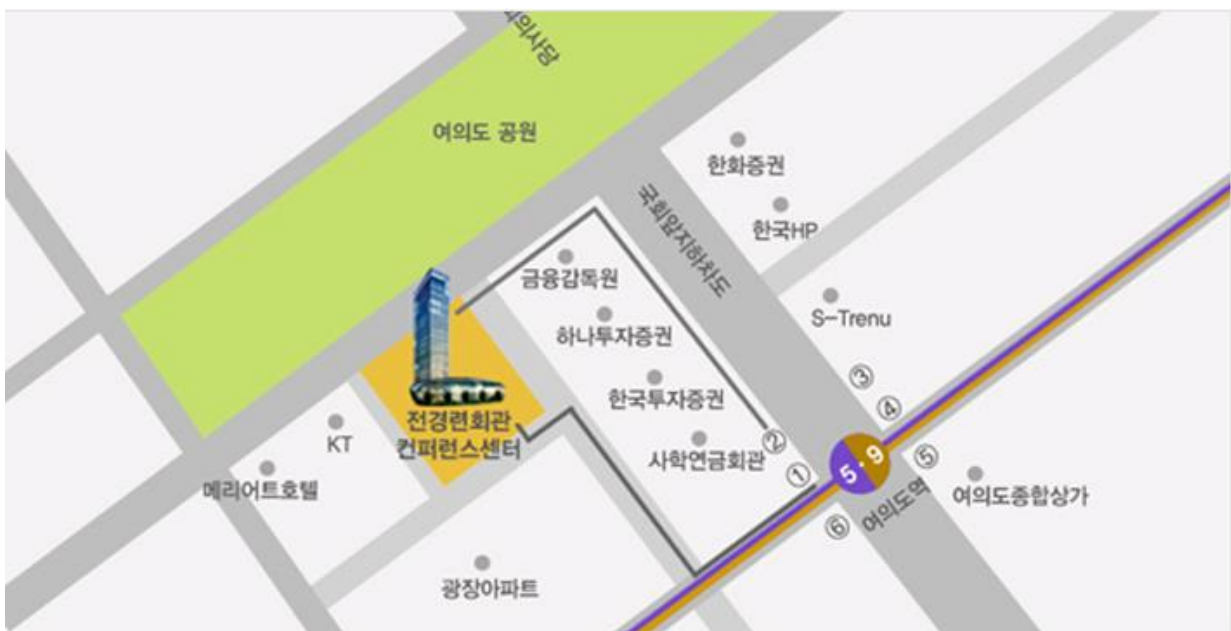 의사당
여의도 공원
한화증권
한국HP
국회앞지하차도
금융감독원
하나투자증권
S-Trenu
한국투자증권
사학연금회관
전경련회관
컨퍼런스센터
KT
메리어트호텔
③
④
②
①
5·9
⑤
⑥
여의도역
여의도종합상가
광장아파트